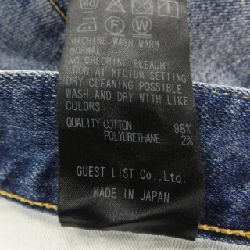 MACHINE WASH WARM
NORMAL
NO CHLORINE BLEACH
IRON AT MEDIUM SETTING
DRY CLEANING POSSIBLE
WASH AND DRY WITH LIKE
COLORS
QUALITY COTTON 98%
POLYURETHANE 2%
GUEST LIST Co., Ltd.
MADE IN JAPAN